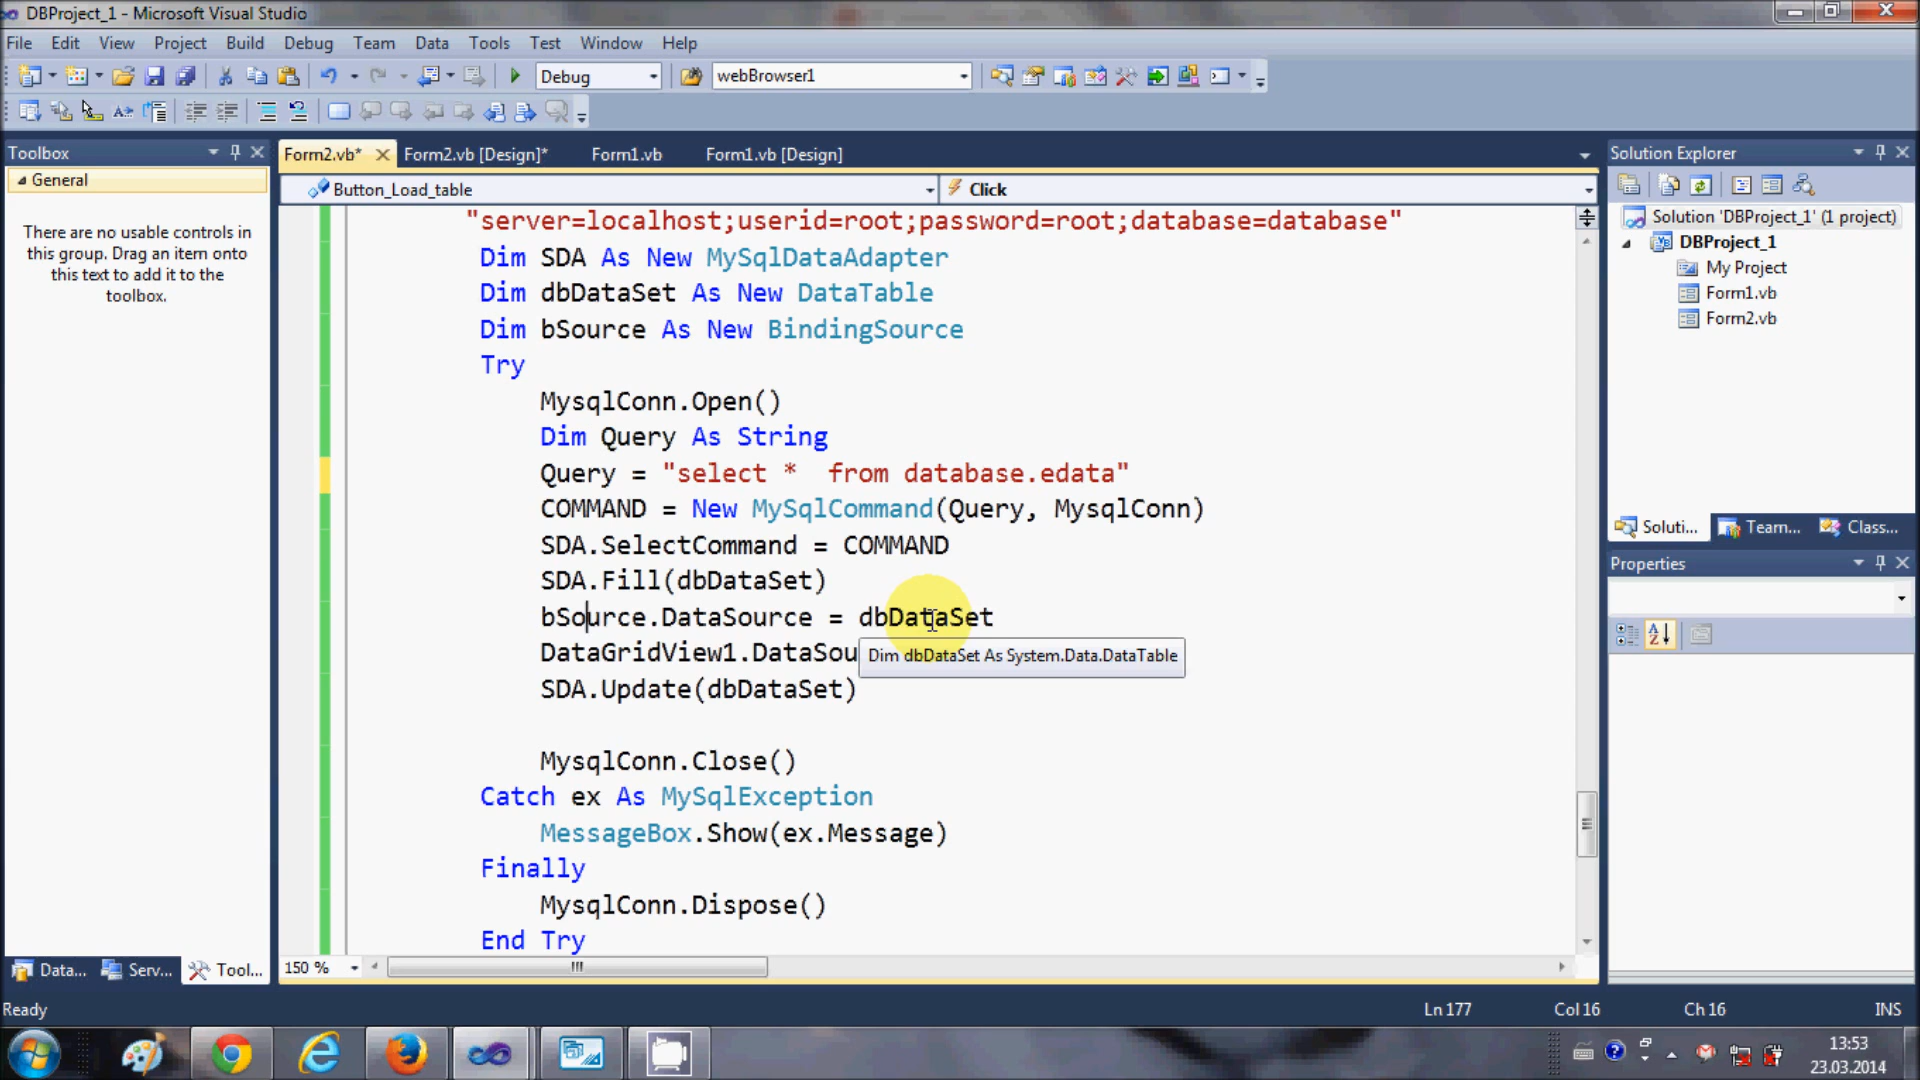 DBProject_1 - Microsoft Visual Studio
File Edit View Project Build Debug Team Data Tools Test Window Help
Debug webBrowser1
Toolbox
General
There are no usable controls in
this group. Drag an item onto
this text to add it to the
toolbox.
Data... Serv... Tool...
Form2.vb* Form2.vb [Design]* Form1.vb Form1.vb [Design]
Button_Load_table Click
"server=localhost;userid=root;password=root;database=database"
Dim SDA As New MySqlDataAdapter
Dim dbDataSet As New DataTable
Dim bSource As New BindingSource
Try
MysqlConn.Open()
Dim Query As String
Query = "select *  from database.edata"
COMMAND = New MySqlCommand(Query, MysqlConn)
SDA.SelectCommand = COMMAND
SDA.Fill(dbDataSet)
bSource.DataSource = dbDataSet
DataGridView1.DataSou
Dim dbDataSet As System.Data.DataTable
SDA.Update(dbDataSet)
MysqlConn.Close()
Catch ex As MySqlException
MessageBox.Show(ex.Message)
Finally
MysqlConn.Dispose()
End Try
150 %
Solution Explorer
Solution 'DBProject_1' (1 project)
DBProject_1
My Project
Form1.vb
Form2.vb
Soluti... Team... Class...
Properties
Ready Ln 177 Col 16 Ch 16 INS
13:53
23.03.2014